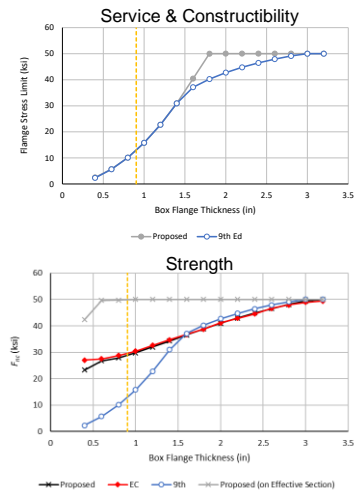 Service & Constructibility
Flamge Stress Limit (ksi)
60
50
40
30
20
10
0
0 0.5 1.0 1.5 2 2.5 3 3.5
Box Flange Thickness (in)
Proposed 9th Ed
Strength
Fnc (ksi)
60
50
40
30
20
10
0
0 0.5 1.0 1.5 2 2.5 3 3.5
Box Flange Thickness (in)
Proposed EC 9th Proposed (on Effective Section)